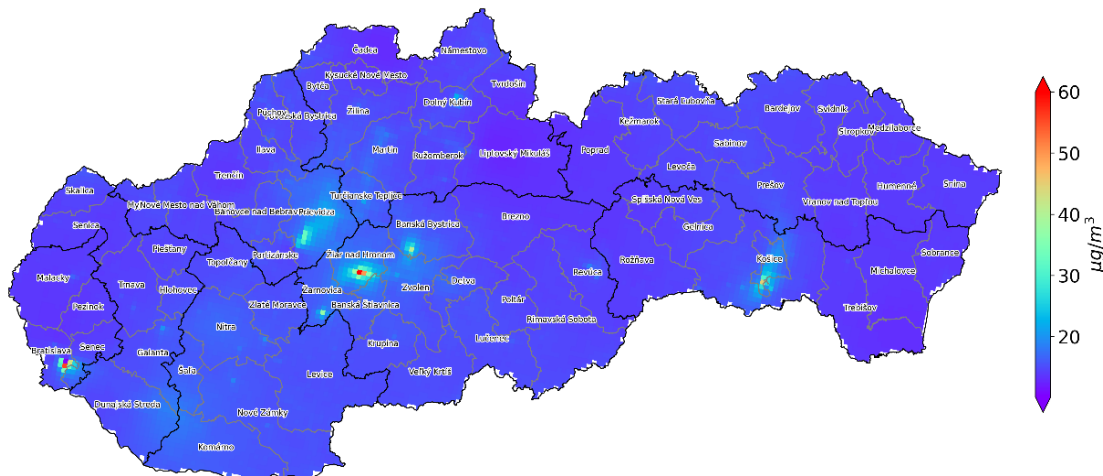 Čadca
Námestovo
Kysucké Nové Mesto
Bytča
Tvrdošín
Dolný Kubín
Žilina
Považská Bystrica
Stará Ľubovňa
Bardejov
Svidník
Kežmarok
Stropkov
Medzilaborce
Ilava
Martin
Ružomberok
Liptovský Mikuláš
Poprad
Sabinov
Levoča
Trenčín
Prešov
Humenné
Snina
Skalica
Turčianske Teplice
Spišská Nová Ves
Vranov nad Topľou
Nové Mesto nad Váhom
Bánovce nad Bebravou
Prievidza
Senica
Banská Bystrica
Brezno
Gelnica
Piešťany
Partizánske
Žiar nad Hronom
Sobrance
Topoľčany
Rožňava
Košice
Michalovce
Malacky
Revúca
Trnava
Hlohovec
Žarnovica
Zvolen
Detva
Zlaté Moravce
Banská Štiavnica
Poltár
Pezinok
Trebišov
Nitra
Rimavská Sobota
Bratislava
Senec
Galanta
Krupina
Lučenec
Šaľa
Levice
Veľký Krtíš
Dunajská Streda
Nové Zámky
Komárno
60
50
40
30
20
μg/m³